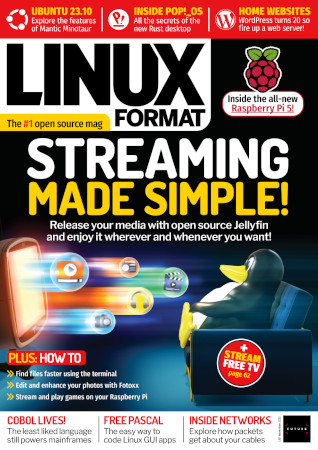 UBUNTU 23.10
Explore the features
of Mantic Minotaur
INSIDE POP!_OS
All the secrets of the
new Rust desktop
HOME WEBSITES
WordPress turns 20 so
fire up a web server!
LINUX
FORMAT
The #1 open source mag
Inside the all-new
Raspberry Pi 5!
STREAMING
MADE SIMPLE!
Release your media with open source Jellyfin
and enjoy it wherever and whenever you want!
PLUS: HOW TO
Find files faster using the terminal
Edit and enhance your photos with Fotoxx
Stream and play games on your Raspberry Pi
+
STREAM
FREE TV
page 62
COBOL LIVES!
The least liked language
still powers mainframes
FREE PASCAL
The easy way to
code Linux GUI apps
INSIDE NETWORKS
Explore how packets
get about your cables
FUTURE